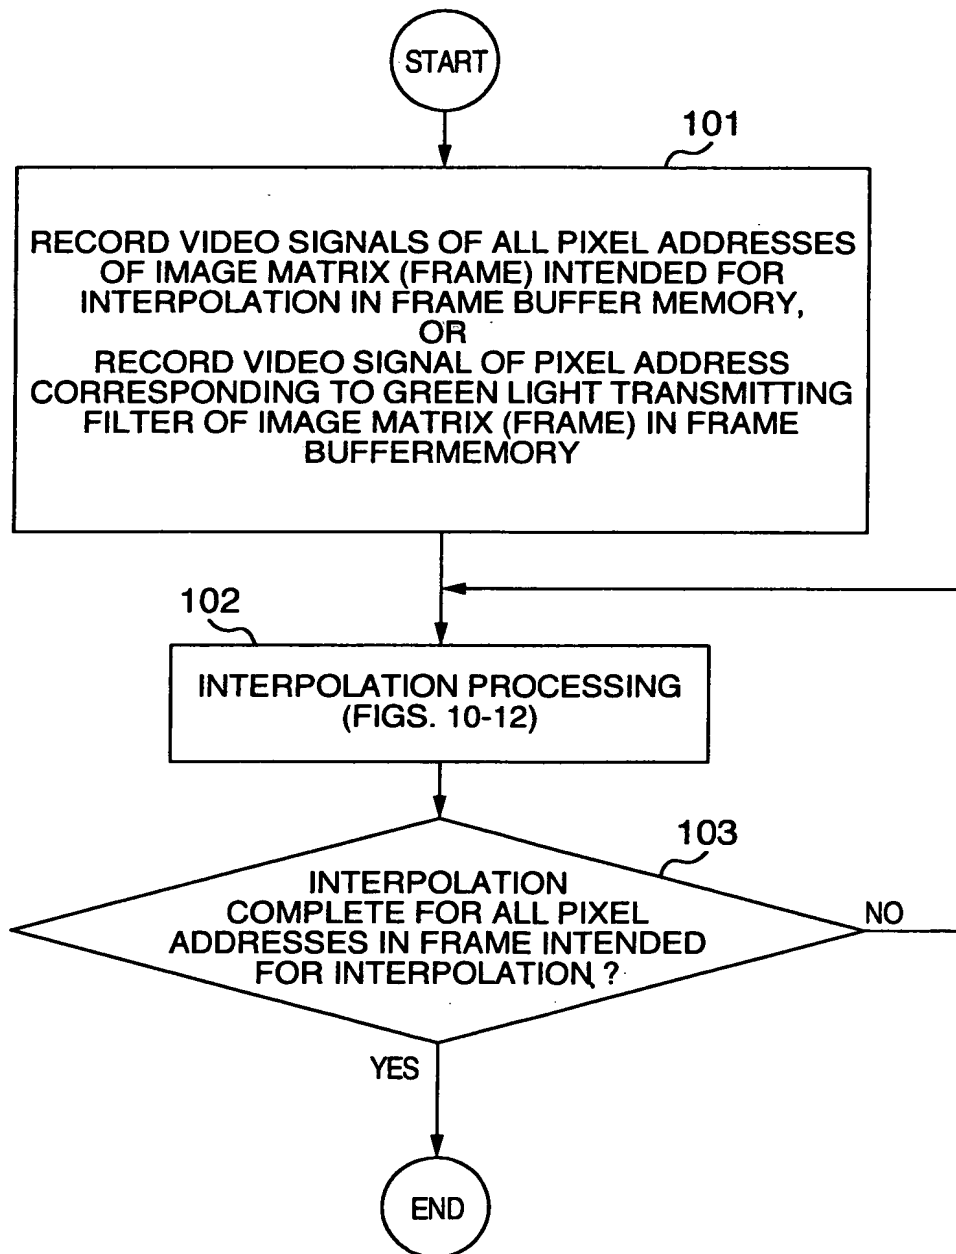 START
101
RECORD VIDEO SIGNALS OF ALL PIXEL ADDRESSES
OF IMAGE MATRIX (FRAME) INTENDED FOR
INTERPOLATION IN FRAME BUFFER MEMORY,
OR
RECORD VIDEO SIGNAL OF PIXEL ADDRESS
CORRESPONDING TO GREEN LIGHT TRANSMITTING
FILTER OF IMAGE MATRIX (FRAME) IN FRAME
BUFFERMEMORY
102
INTERPOLATION PROCESSING
(FIGS. 10-12)
103
INTERPOLATION
COMPLETE FOR ALL PIXEL
ADDRESSES IN FRAME INTENDED
FOR INTERPOLATION ?
NO
YES
END